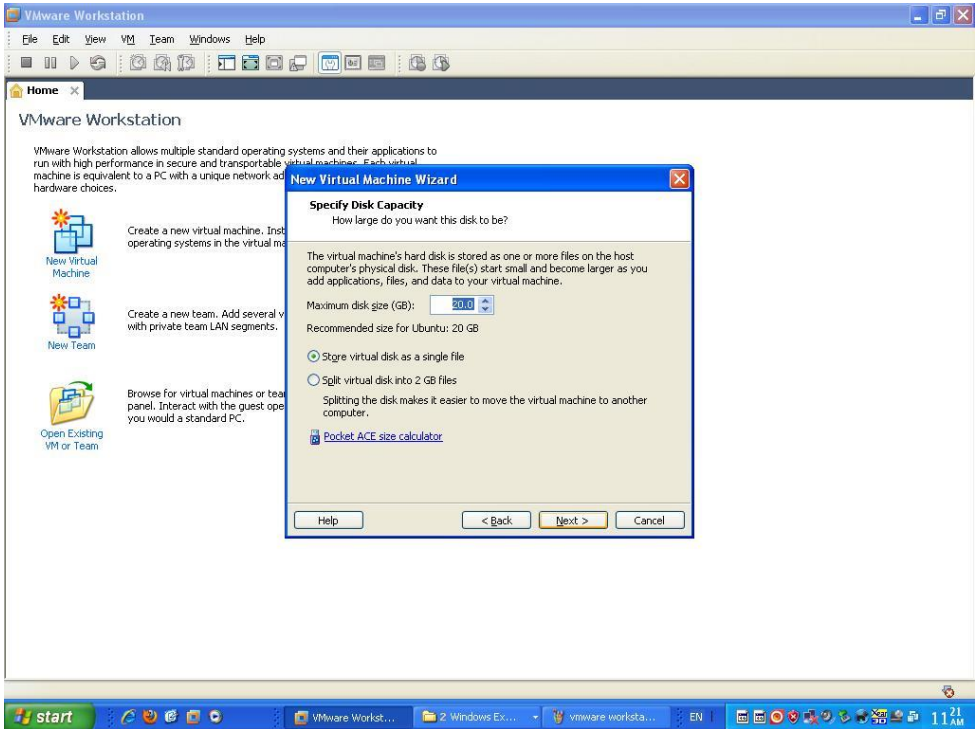 VMware Workstation
File Edit View VM Team Windows Help
Home
VMware Workstation
VMware Workstation allows multiple standard operating systems and their applications to
run with high performance in secure and transportable virtual machines. Each virtual
machine is equivalent to a PC with a unique network ad
hardware choices.
New Virtual
Machine
Create a new virtual machine. Inst
operating systems in the virtual ma
New Team
Create a new team. Add several v
with private team LAN segments.
Open Existing
VM or Team
Browse for virtual machines or tea
panel. Interact with the guest ope
you would a standard PC.
New Virtual Machine Wizard
Specify Disk Capacity
How large do you want this disk to be?
The virtual machine's hard disk is stored as one or more files on the host
computer's physical disk. These file(s) start small and become larger as you
add applications, files, and data to your virtual machine.
Maximum disk size (GB): 20.0
Recommended size for Ubuntu: 20 GB
Store virtual disk as a single file
Split virtual disk into 2 GB files
Splitting the disk makes it easier to move the virtual machine to another
computer.
Pocket ACE size calculator
Help < Back Next > Cancel
start VMware Workst... 2 Windows Ex... vmware worksta... EN 11 21 AM